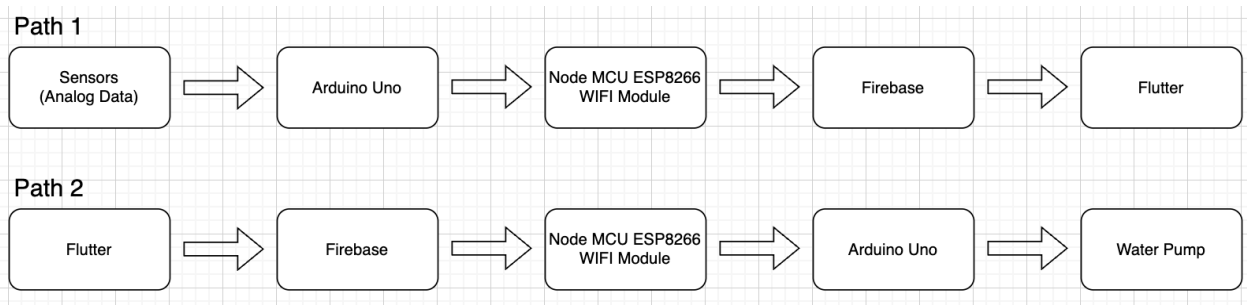 Path 1
Sensors
(Analog Data)
Arduino Uno
Node MCU ESP8266
WIFI Module
Firebase
Flutter
Path 2
Flutter
Firebase
Node MCU ESP8266
WIFI Module
Arduino Uno
Water Pump